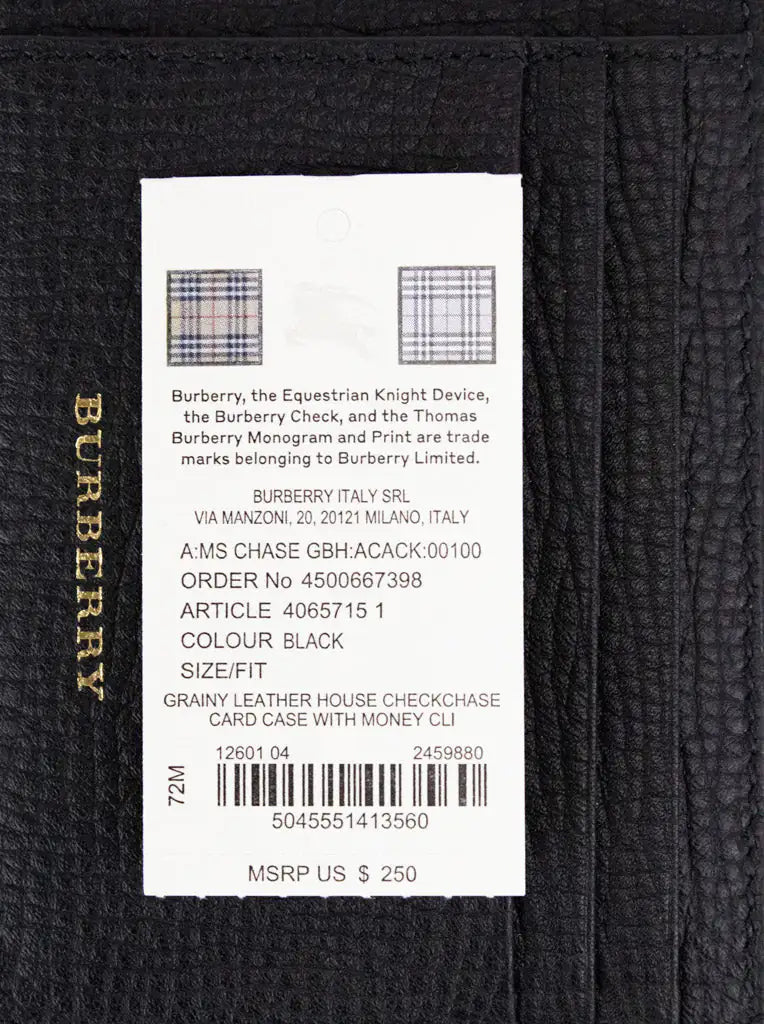 BURBERRY
Burberry, the Equestrian Knight Device,
the Burberry Check, and the Thomas
Burberry Monogram and Print are trade
marks belonging to Burberry Limited.
BURBERRY ITALY SRL
VIA MANZONI, 20, 20121 MILANO, ITALY
A:MS CHASE GBH:ACACK:00100
ORDER No 4500667398
ARTICLE 4065715 1
COLOUR BLACK
SIZE/FIT
GRAINY LEATHER HOUSE CHECKCHASE
CARD CASE WITH MONEY CLI
12601 04 2459880
72M
5045551413560
MSRP US $ 250